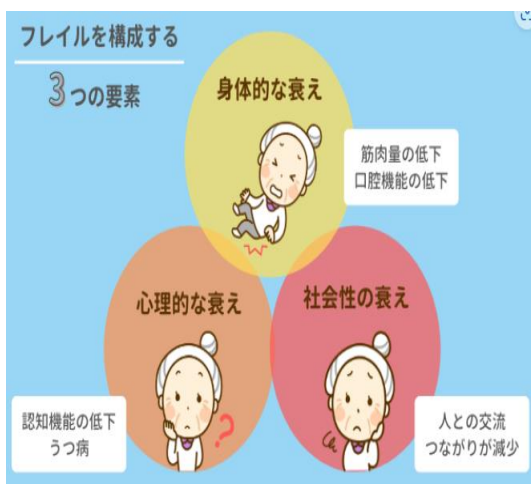 フレイルを構成する
3つの要素
身体的な衰え
筋肉量の低下
口腔機能の低下
心理的な衰え
社会性の衰え
認知機能の低下
うつ病
人との交流
つながりが減少